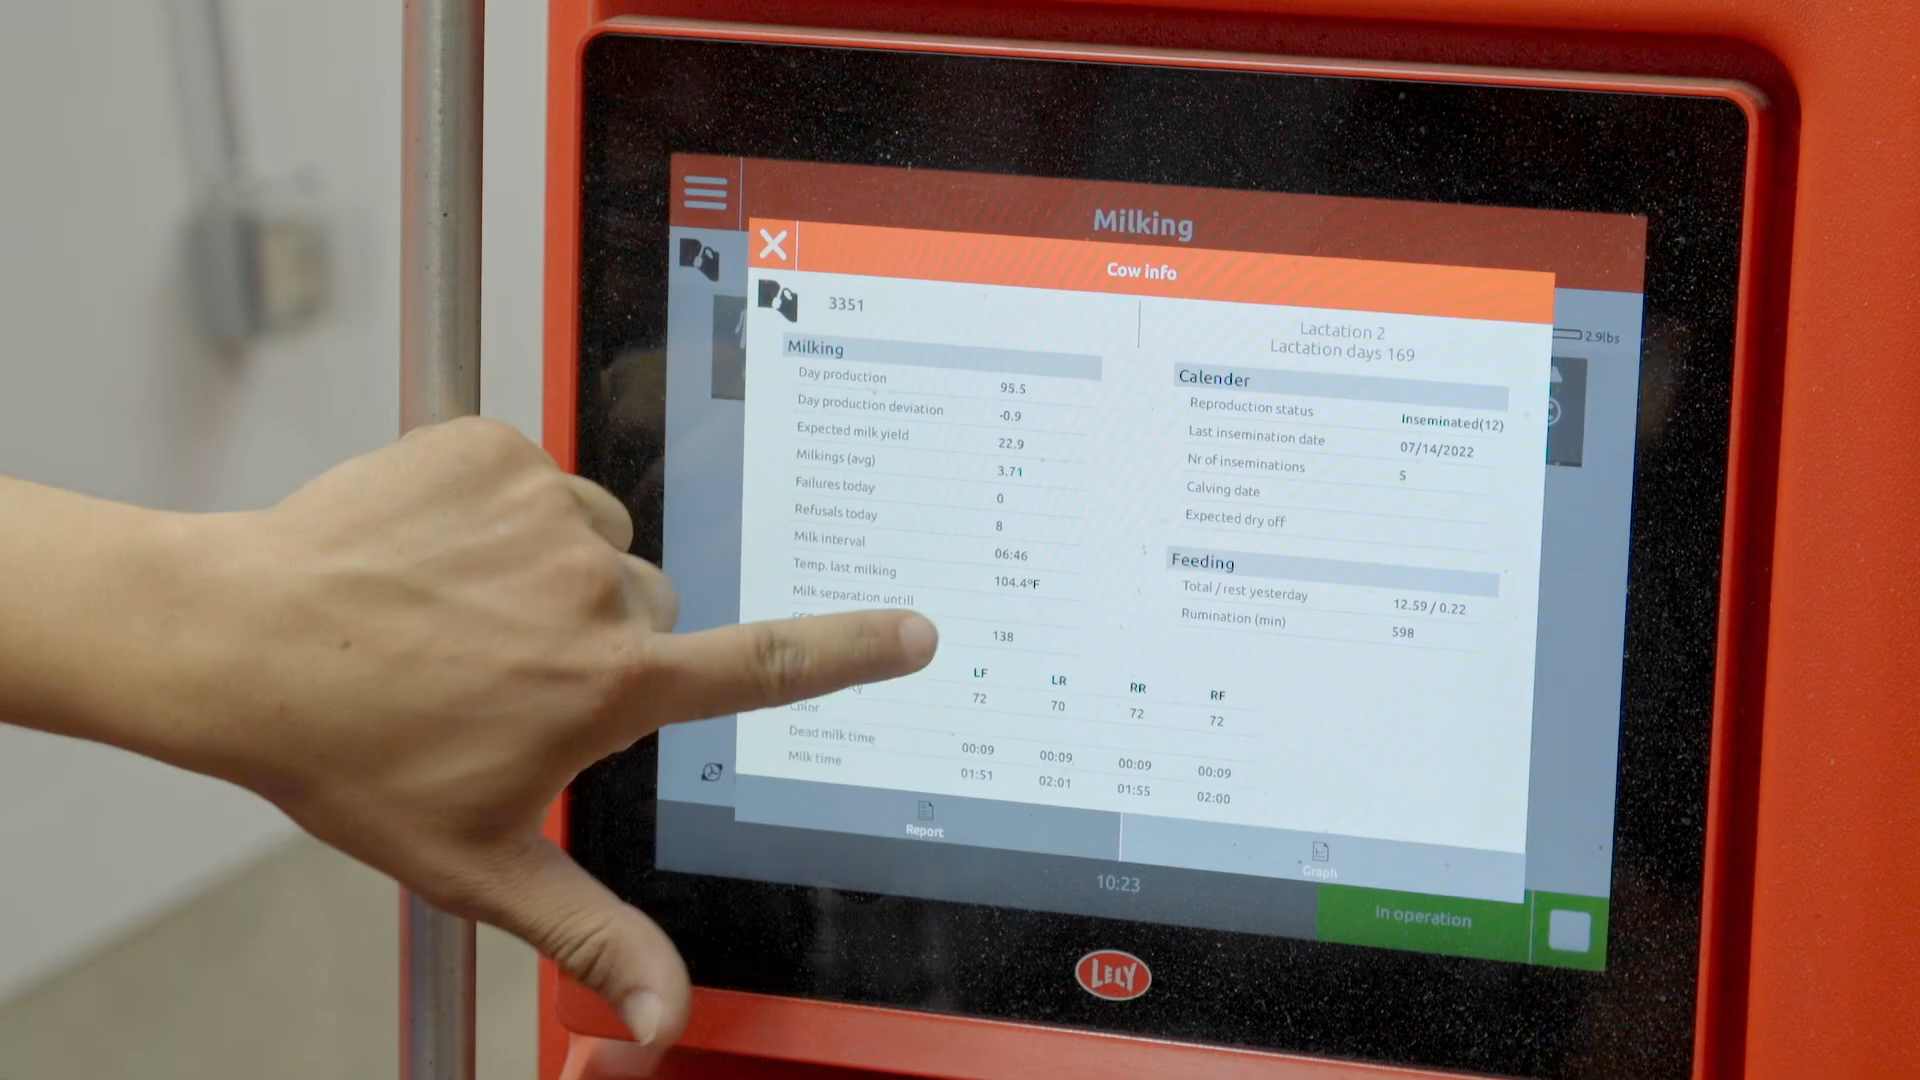 Milking
Cow info
3351
Lactation 2
Lactation days 169
2.9lbs
Milking
Day production 95.5
Day production deviation -0.9
Expected milk yield 22.9
Milkings (avg) 3.71
Failures today 0
Refusals today 8
Milk interval 06:46
Temp. last milking 104.4°F
Milk separation untill
138
LF LR RR RF
72 70 72 72
Color
Dead milk time 00:09 00:09 00:09 00:09
Milk time 01:51 02:01 01:55 02:00
Calender
Reproduction status Inseminated(12)
Last insemination date 07/14/2022
Nr of inseminations 5
Calving date
Expected dry off
Feeding
Total / rest yesterday 12.59 / 0.22
Rumination (min) 598
Report
Graph
10:23
In operation
LELY